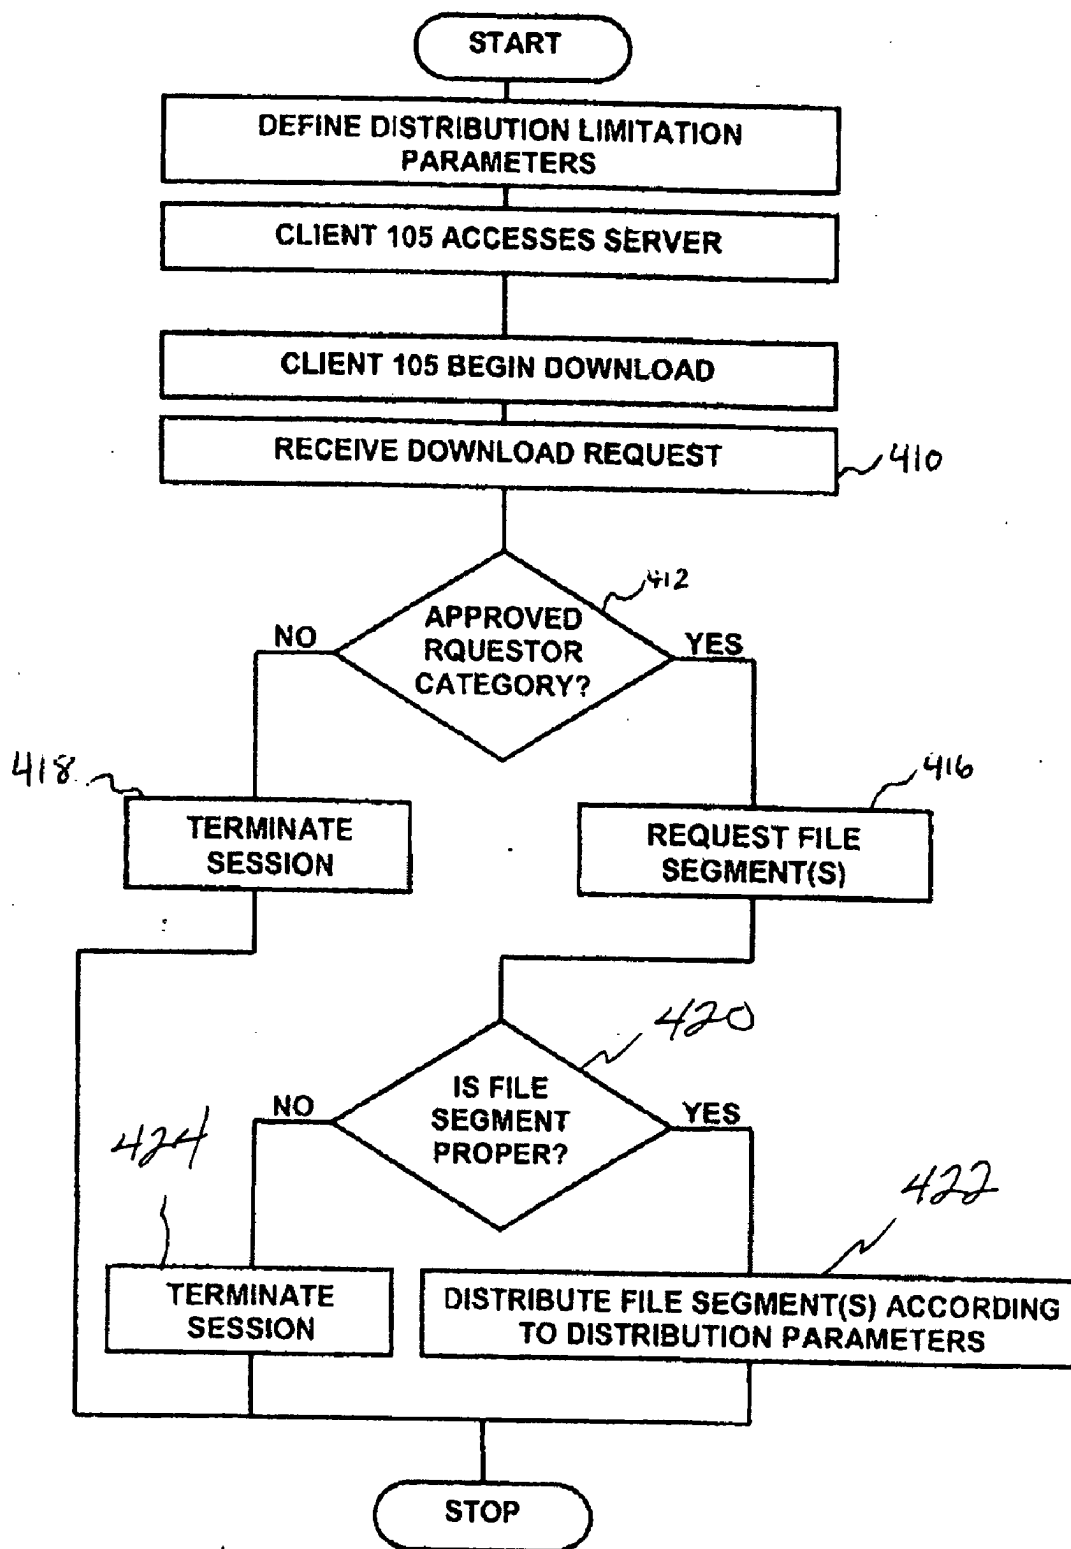 START
DEFINE DISTRIBUTION LIMITATION
PARAMETERS
CLIENT 105 ACCESSES SERVER
CLIENT 105 BEGIN DOWNLOAD
RECEIVE DOWNLOAD REQUEST
410
412
APPROVED
RQUESTOR
CATEGORY?
NO
YES
418
416
TERMINATE
SESSION
REQUEST FILE
SEGMENT(S)
420
IS FILE
SEGMENT
PROPER?
NO
YES
424
422
TERMINATE
SESSION
DISTRIBUTE FILE SEGMENT(S) ACCORDING
TO DISTRIBUTION PARAMETERS
STOP